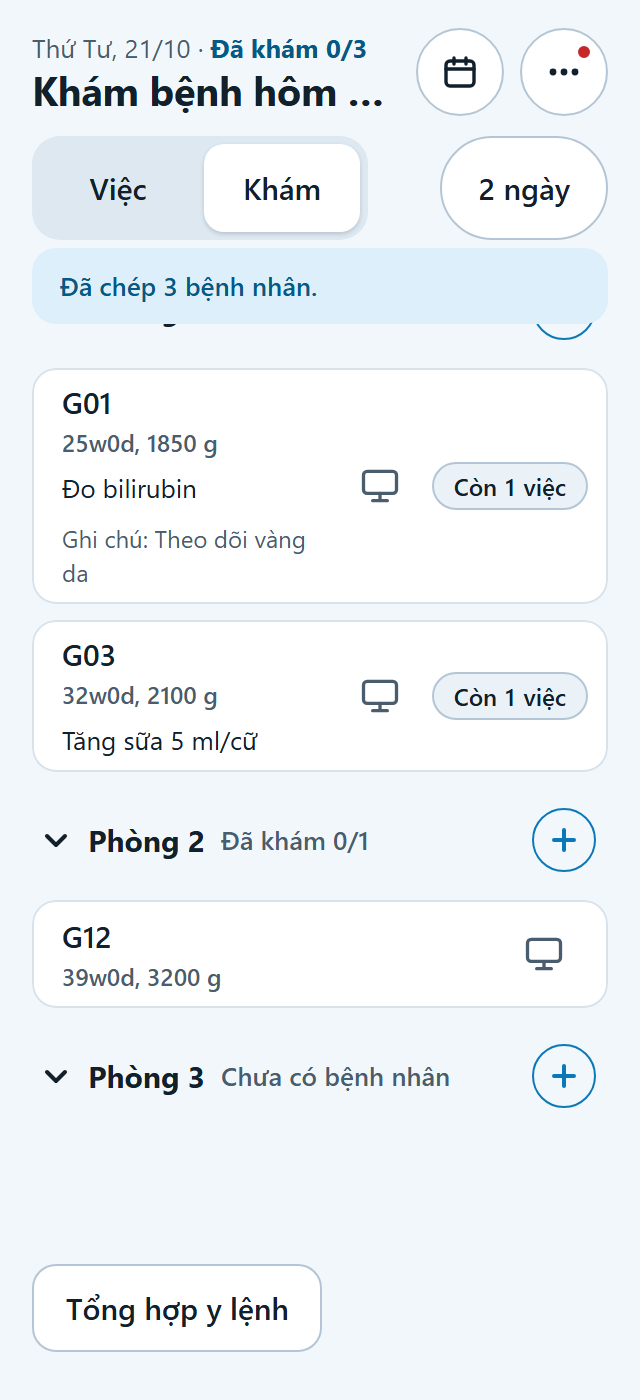 Thứ Tư, 21/10 · Đã khám 0/3
Khám bệnh hôm ...
Việc
Khám
2 ngày
Đã chép 3 bệnh nhân.
G01
25w0d, 1850 g
Đo bilirubin
Ghi chú: Theo dõi vàng
da
Còn 1 việc
G03
32w0d, 2100 g
Tăng sữa 5 ml/cữ
Còn 1 việc
Phòng 2 Đã khám 0/1
G12
39w0d, 3200 g
Phòng 3 Chưa có bệnh nhân
Tổng hợp y lệnh